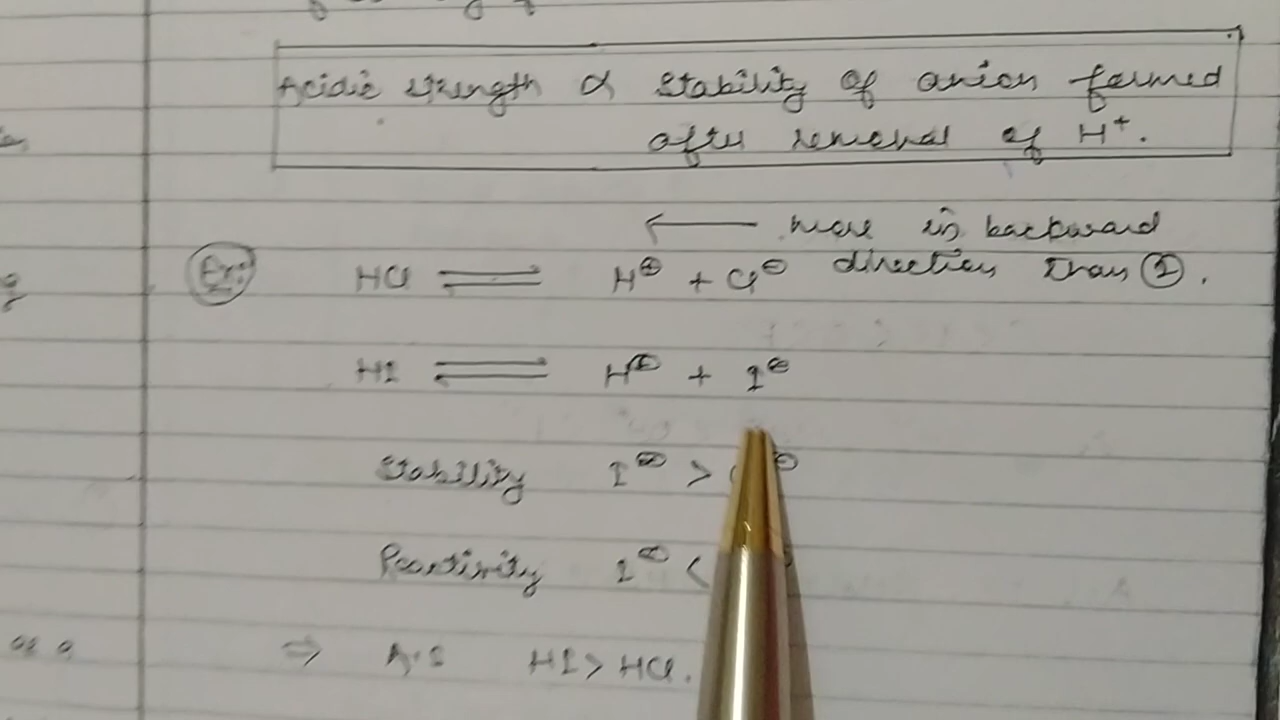 Acidic strength ∝ stability of anion formed
after removal of H⁺.
← more in backward
Ex:
HCl ⇌ H⊕ + Cl⊖ direction than ②.
HI ⇌ H⊕ + I⊖
Stability I⊖ >
Reactivity I⊖ <
⇒ A.S HI > HCl.